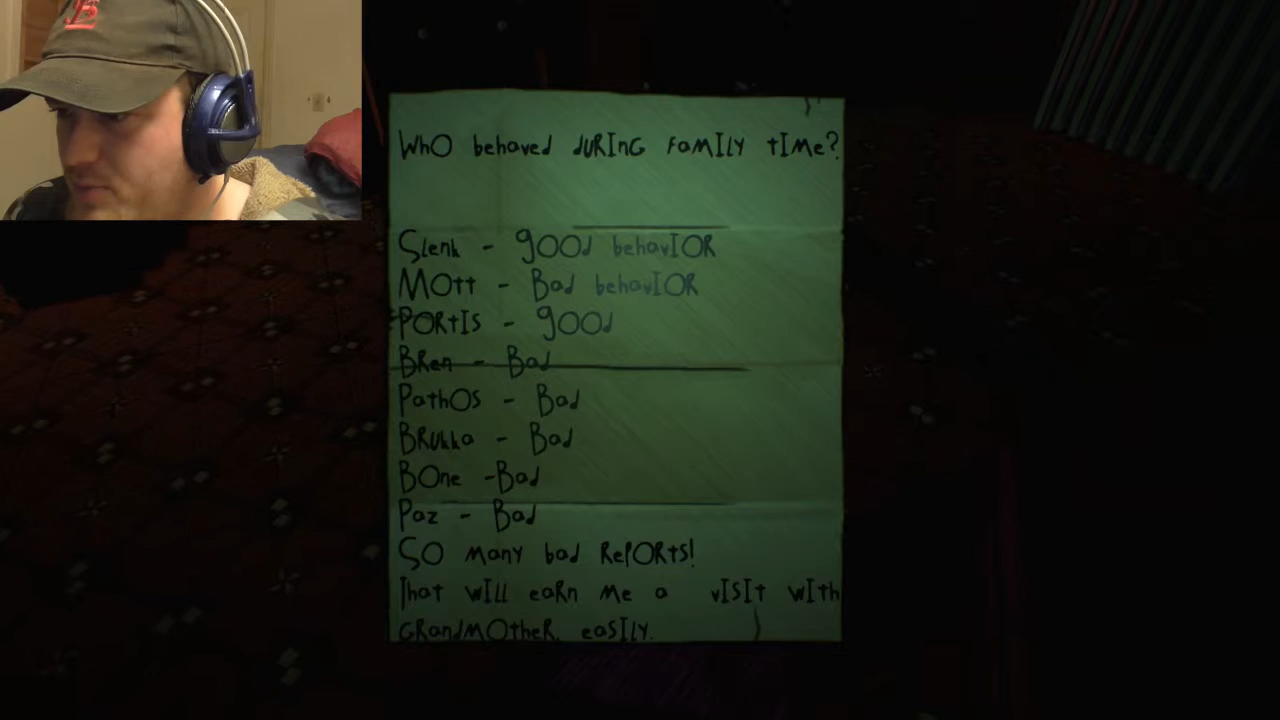 WhO behaved dURInG FamILY tIme?
Slenk - gOOd behavIOR
MOtt - Bad behavIOR
PORtIs - gOOd
BRen - Bad
PathOs - Bad
BRukka - Bad
BOne -Bad
Paz - Bad
SO many bad RepORts!
That wIll eaRn me a vIsIt wIth
GRandmOtheR, easILY.